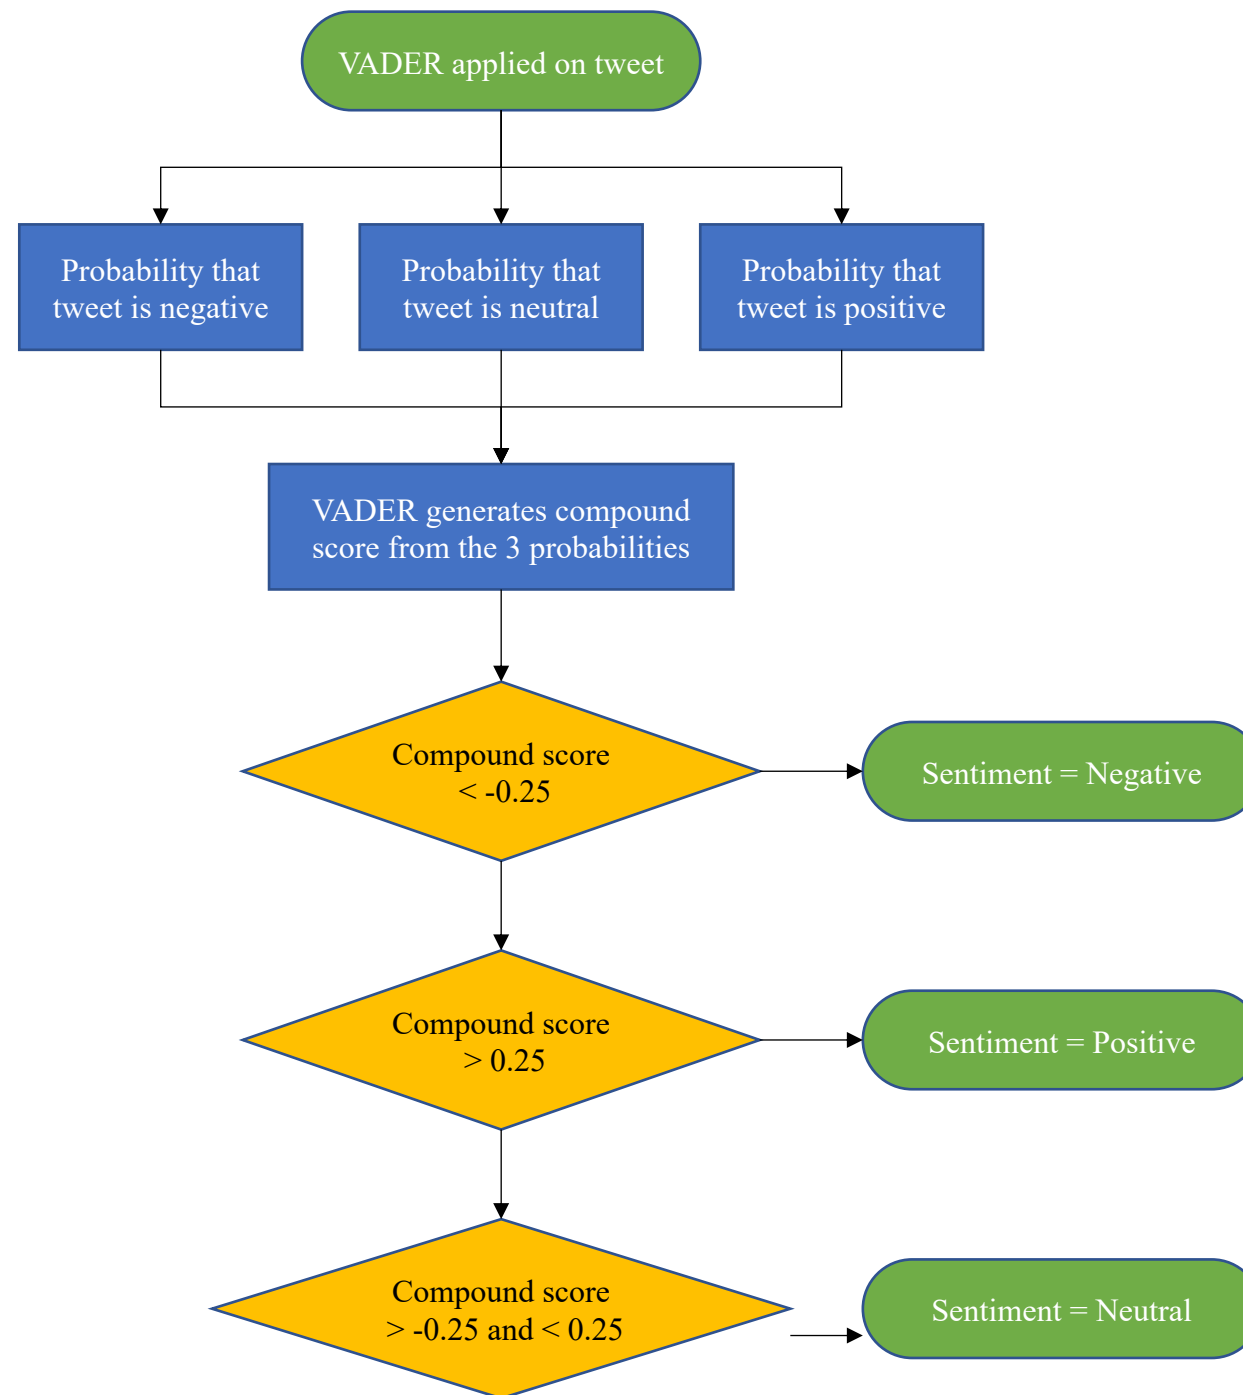 VADER applied on tweet
Probability that
tweet is negative
Probability that
tweet is neutral
Probability that
tweet is positive
VADER generates compound
score from the 3 probabilities
Compound score
< -0.25
Sentiment = Negative
Compound score
> 0.25
Sentiment = Positive
Compound score
> -0.25 and < 0.25
Sentiment = Neutral